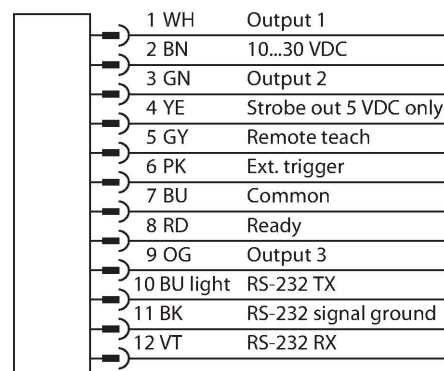 1 WH Output 1
2 BN 10...30 VDC
3 GN Output 2
4 YE Strobe out 5 VDC only
5 GY Remote teach
6 PK Ext. trigger
7 BU Common
8 RD Ready
9 OG Output 3
10 BU light RS-232 TX
11 BK RS-232 signal ground
12 VT RS-232 RX